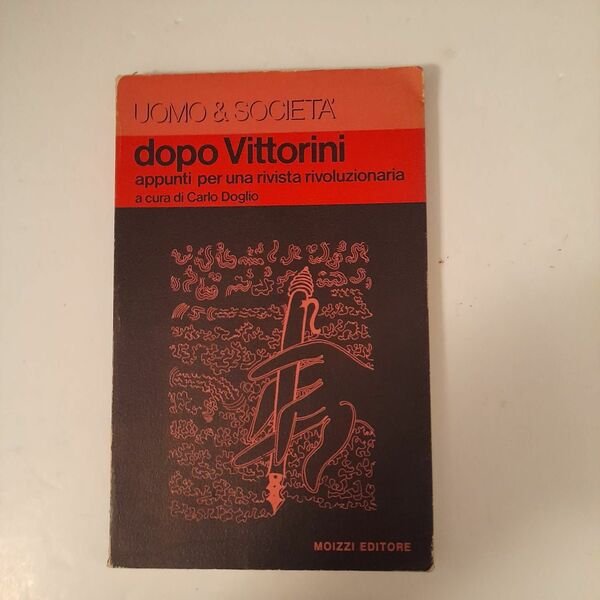 UOMO & SOCIETA'
dopo Vittorini
appunti per una rivista rivoluzionaria
a cura di Carlo Doglio
MOIZZI EDITORE